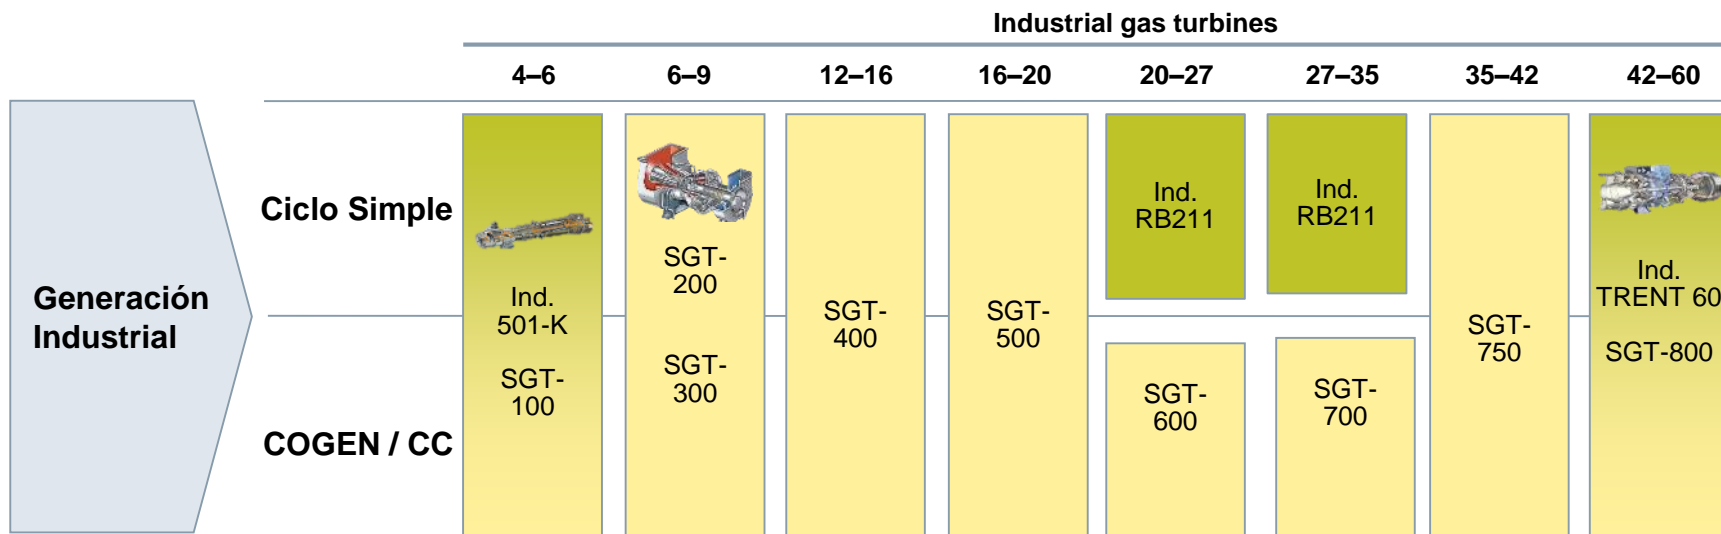 Industrial gas turbines
4–6 6–9 12–16 16–20 20–27 27–35 35–42 42–60
Generación
Industrial
Ciclo Simple
COGEN / CC
Ind.
501-K
SGT-
100
SGT-
200
SGT-
300
SGT-
400
SGT-
500
Ind.
RB211
SGT-
600
Ind.
RB211
SGT-
700
SGT-
750
Ind.
TRENT 60
SGT-800